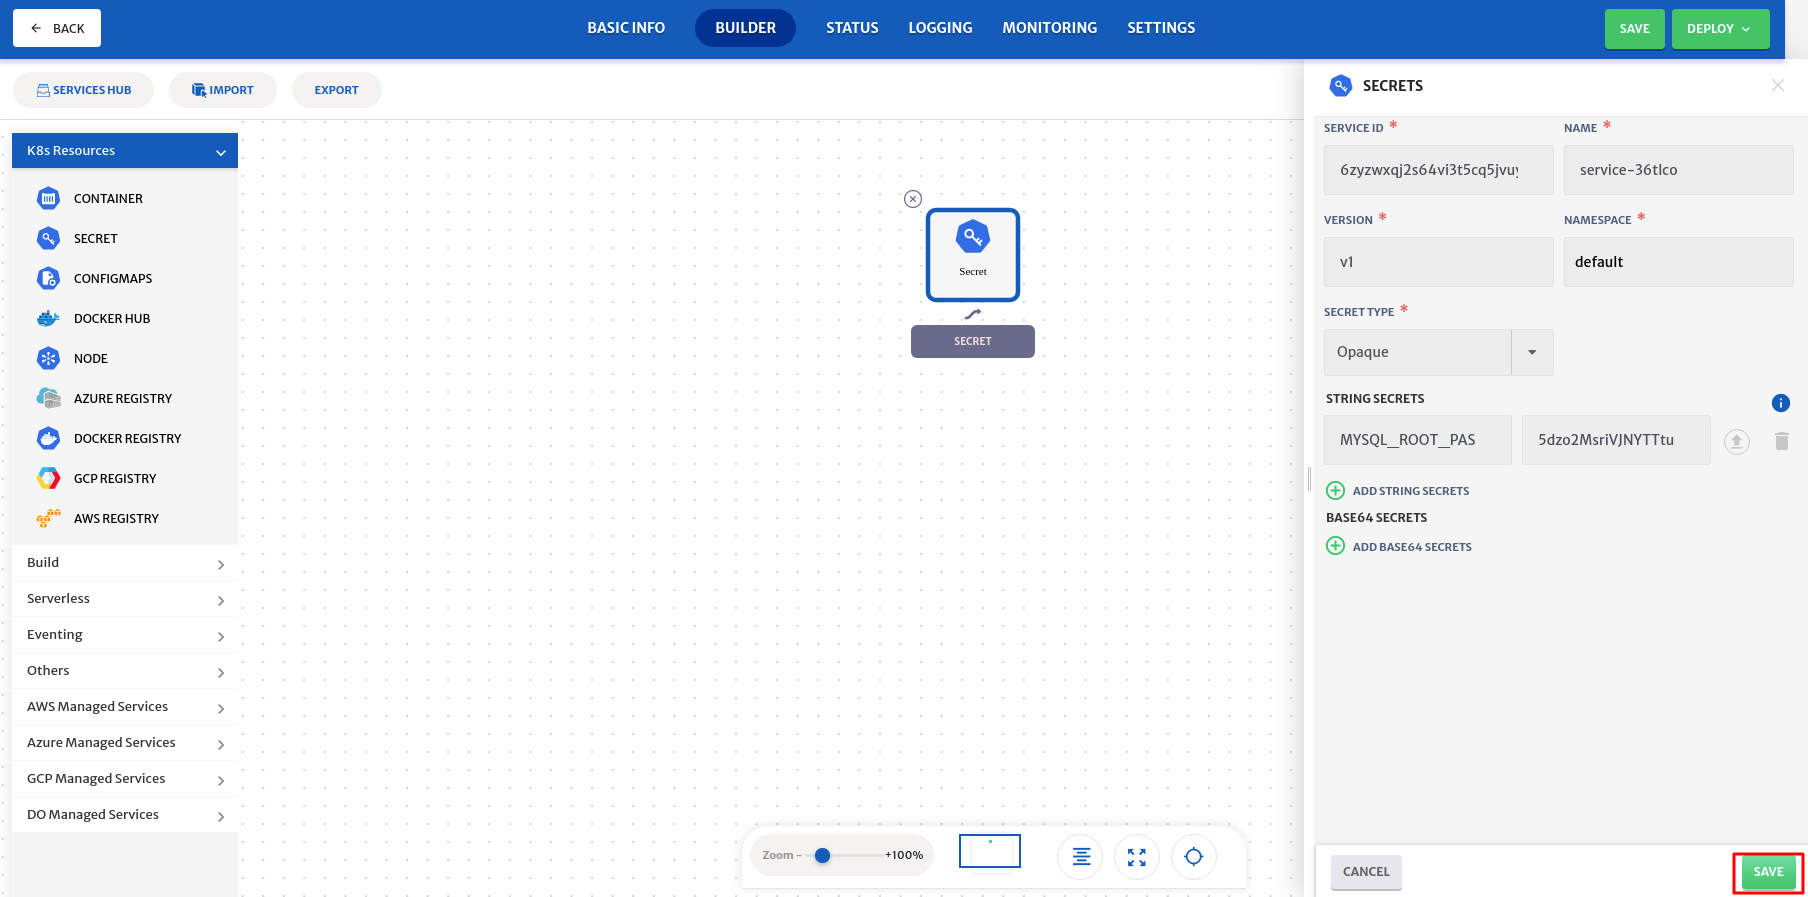 BACK
BASIC INFO
BUILDER
STATUS
LOGGING
MONITORING
SETTINGS
SAVE
DEPLOY
SERVICES HUB
IMPORT
EXPORT
K8s Resources
CONTAINER
SECRET
CONFIGMAPS
DOCKER HUB
NODE
AZURE REGISTRY
DOCKER REGISTRY
GCP REGISTRY
AWS REGISTRY
Build
Serverless
Eventing
Others
AWS Managed Services
Azure Managed Services
GCP Managed Services
DO Managed Services
Secret
SECRET
Zoom - +100%
SECRETS
SERVICE ID *
NAME *
6zyzwxqj2s64vi3t5cq5jvuy
service-36tlco
VERSION *
NAMESPACE *
v1
default
SECRET TYPE *
Opaque
STRING SECRETS
MYSQL_ROOT_PAS
5dzo2MsriVJNYTTtu
ADD STRING SECRETS
BASE64 SECRETS
ADD BASE64 SECRETS
CANCEL
SAVE